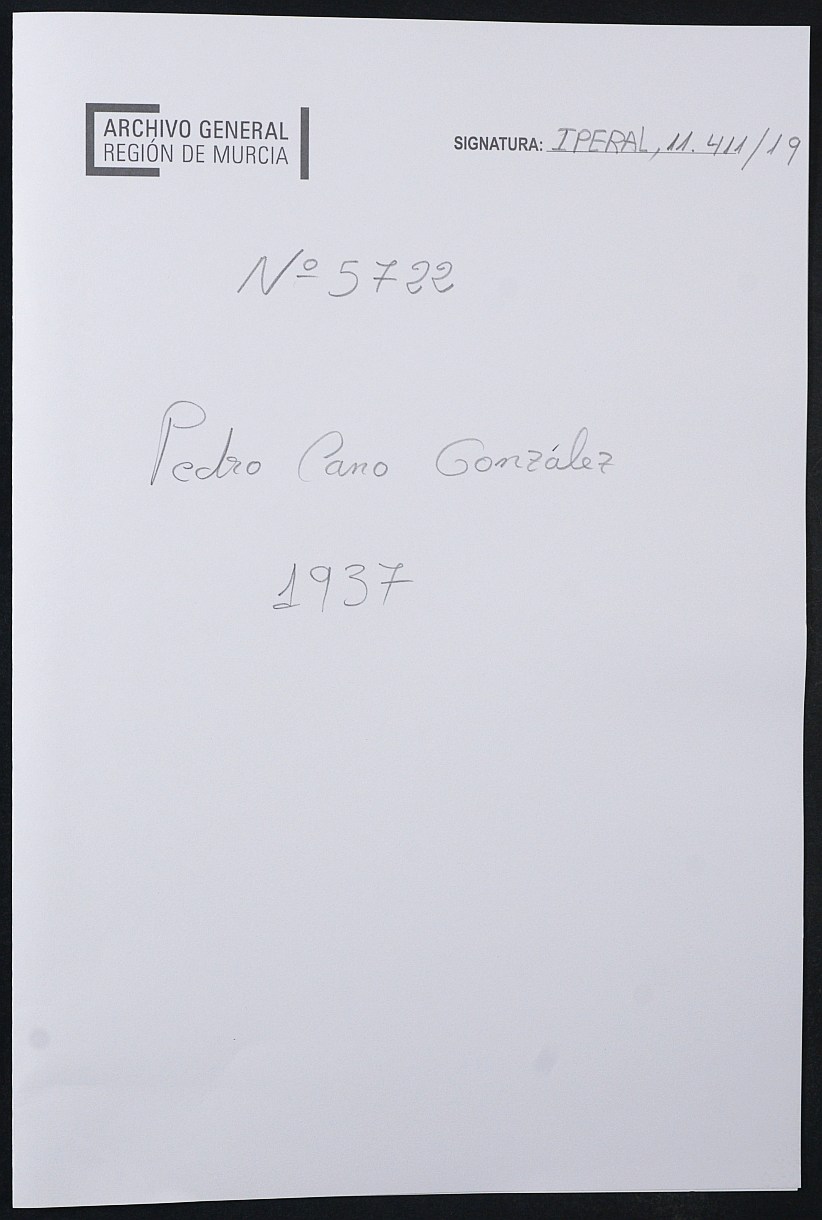 ARCHIVO GENERAL
REGIÓN DE MURCIA
SIGNATURA: IPERAL, 11.411/19
Nº 5722
Pedro Cano González
1937